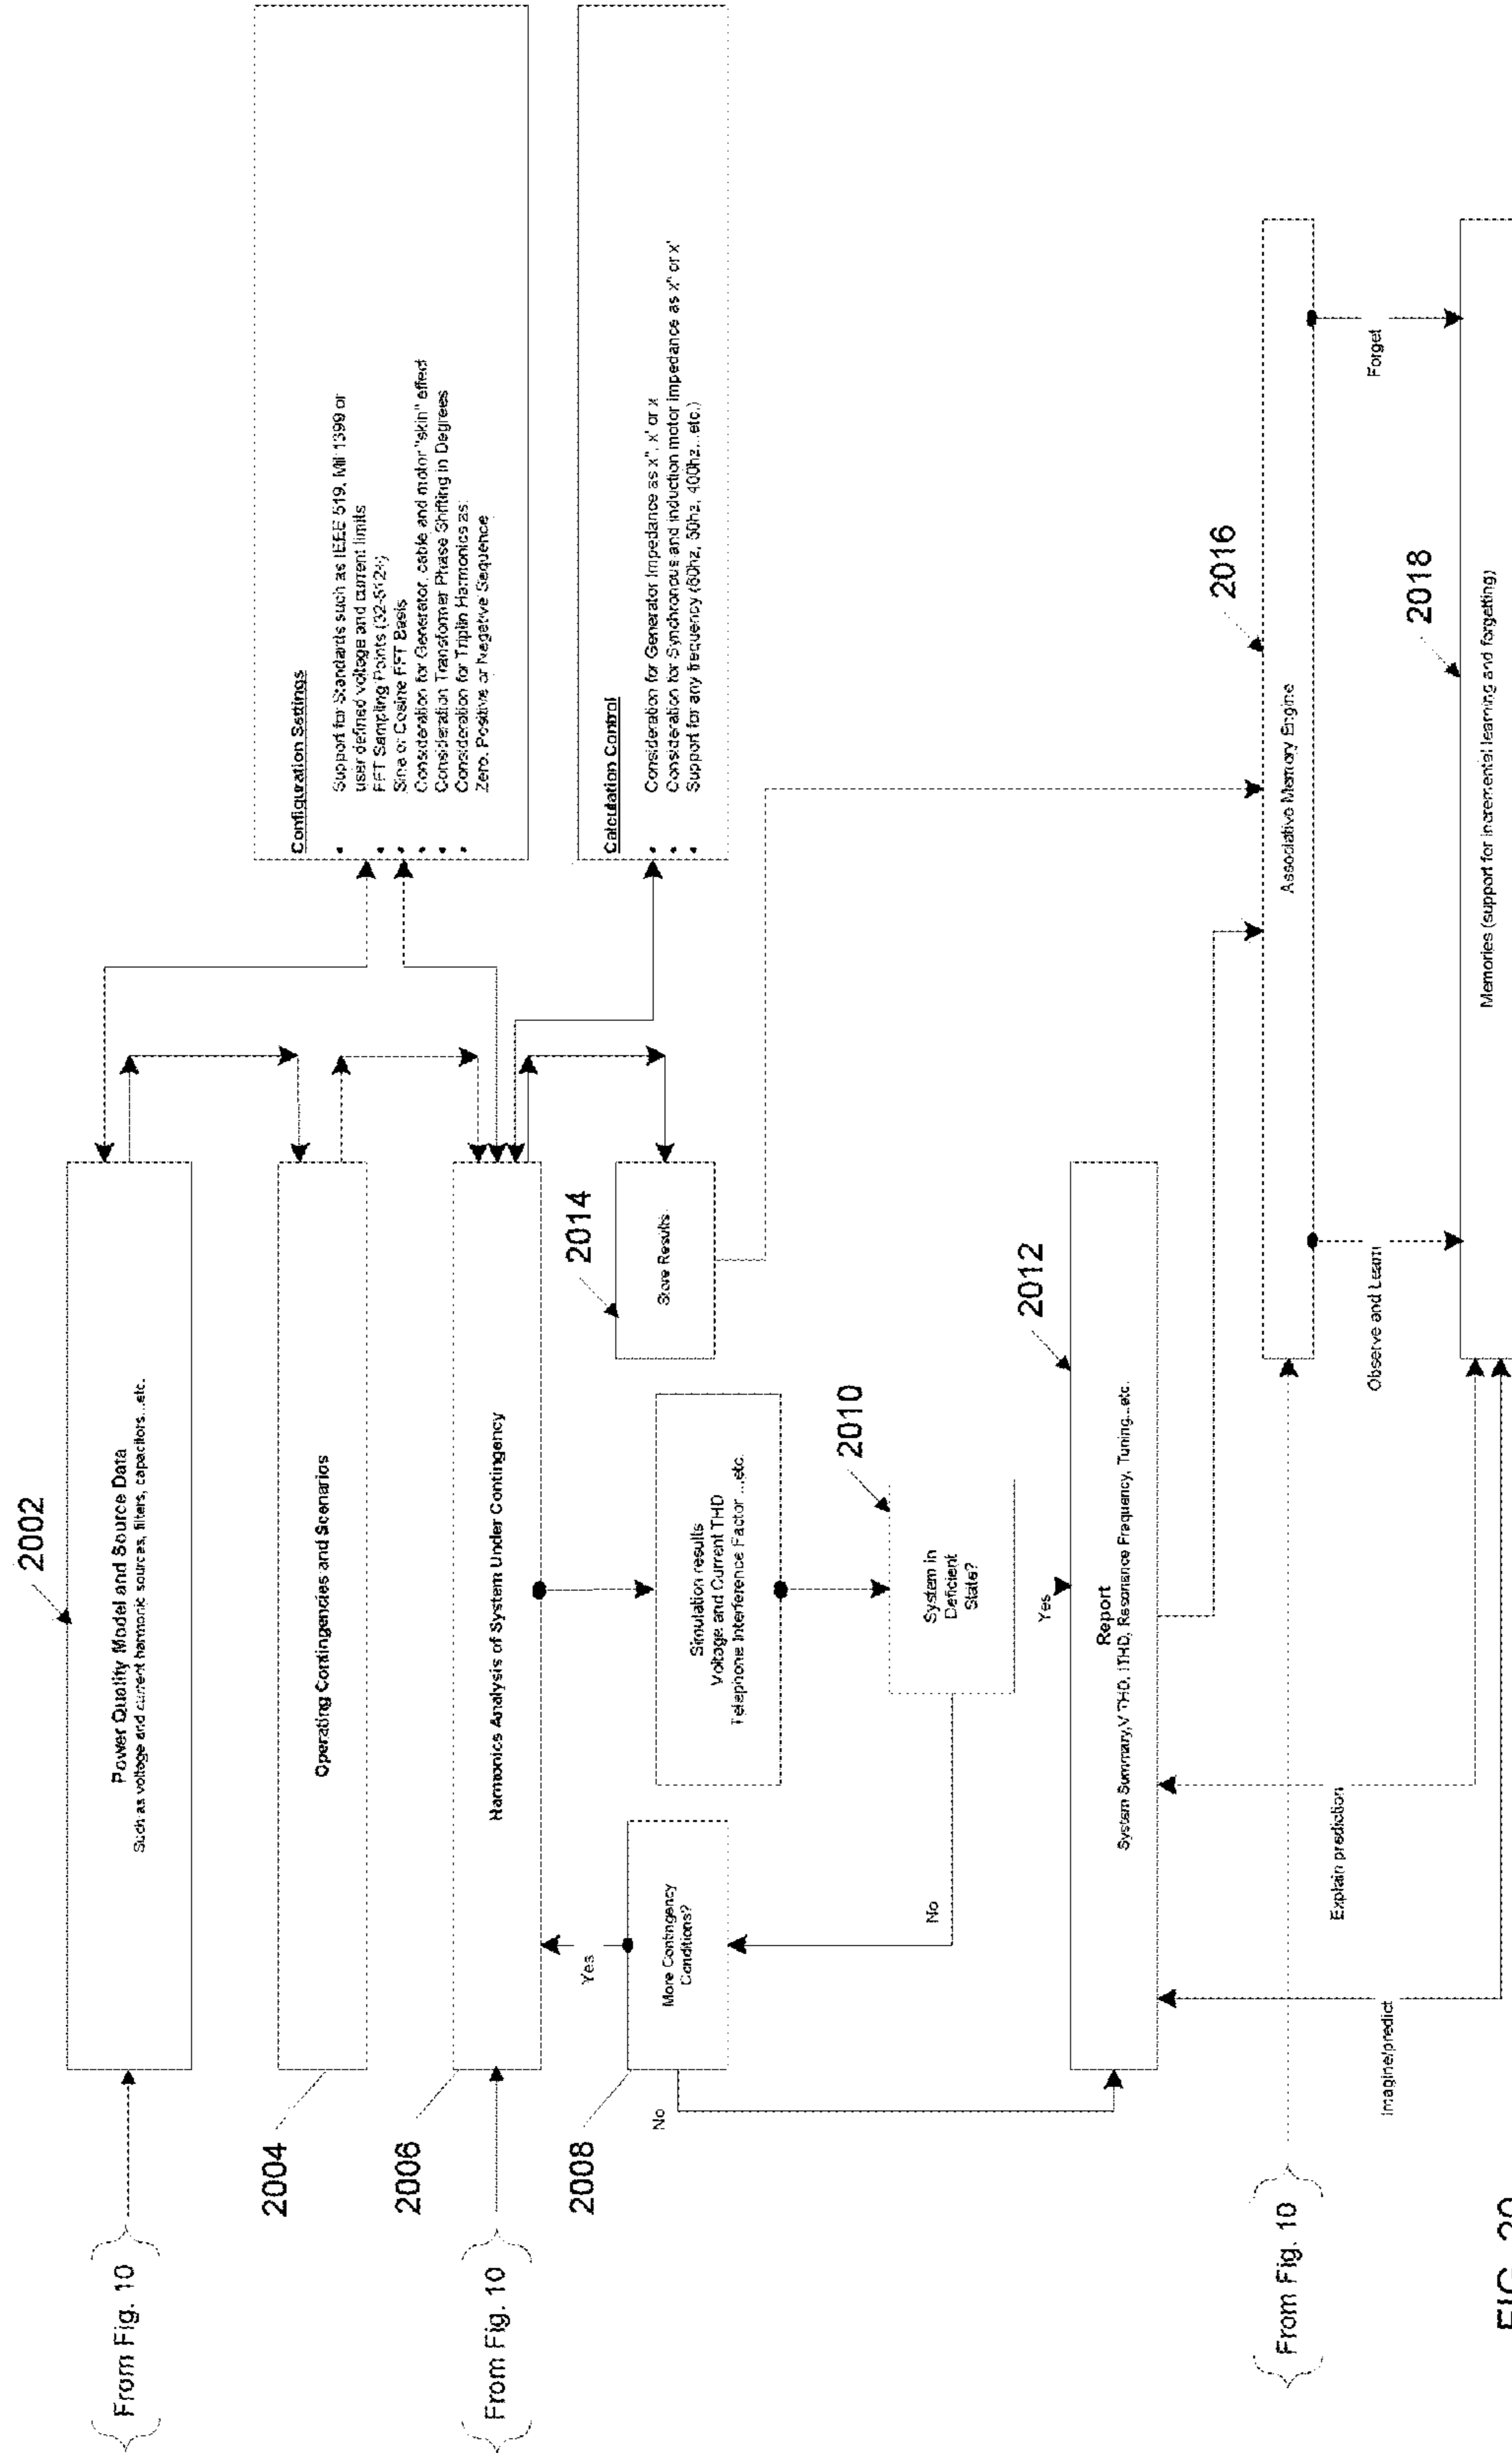 2002
From Fig. 10
Power Quality Model and Source Data
Such as voltage and current harmonic sources, filters, capacitors...etc.
2004
Operating Contingencies and Scenarios
2006
From Fig. 10
Harmonics Analysis of System Under Contingency
2008
More Contingency
Conditions?
Yes
No
Simulation results
Voltage and Current THD
Telephone Interference Factor ...etc.
2014
Store Results
2010
System in
Deficient
State?
No
Yes
2012
Report
System Summary,V THD, ITHD, Resonance Frequency, Tuning...etc.
Configuration Settings
• Support for Standards such as IEEE 519, Mil 1399 or
user defined voltage and current limits
• FFT Sampling Points
• Sine or Cosine FFT Basis
• Consideration for Generator, cable and motor "skin" effect
• Consideration Transformer Phase Shifting in Degrees
• Consideration for Triplin Harmonics as:
Zero, Positive or Negative Sequence
Calculation Control
• Consideration for Generator Impedance as x", x' or x
• Consideration for Synchronous and induction motor impedance as x" or x'
• Support for any frequency 50hz, 400hz...etc.)
2016
From Fig. 10
Associative Memory Engine
Explain prediction
Imagine/predict
Observe and Learn
Forget
2018
Memories (support for incremental learning and forgetting)
FIG. 20